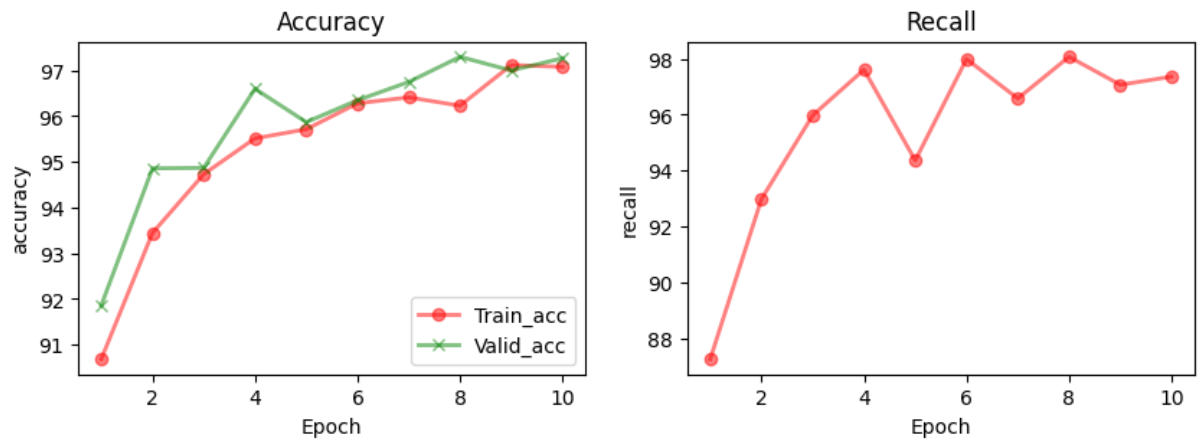 Accuracy
97
96
95
94
93
92
91
accuracy
2 4 6 8 10
Epoch
Train_acc
Valid_acc
Recall
98
96
94
92
90
88
recall
2 4 6 8 10
Epoch